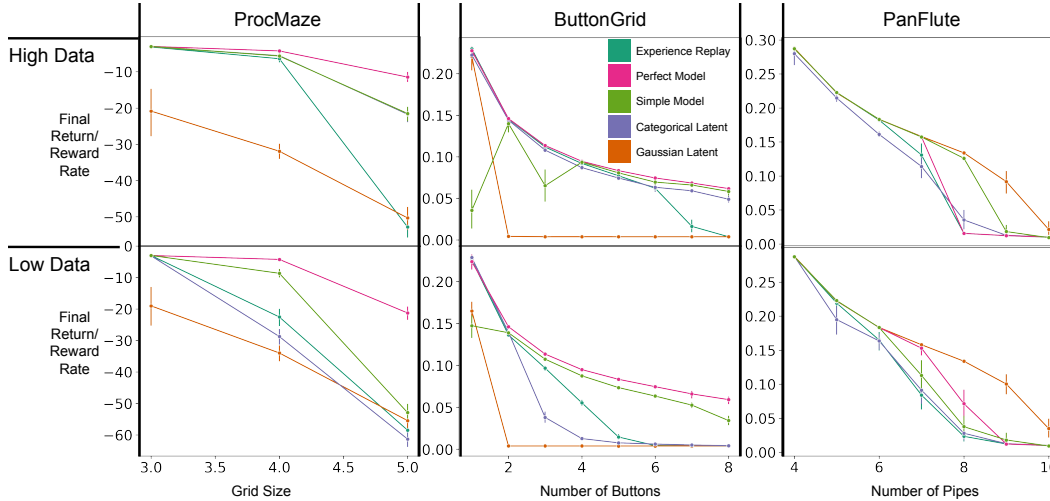 ProcMaze
ButtonGrid
PanFlute
High Data
Final
Return/
Reward
Rate
−10
−20
−30
−40
−50
0
0.20
0.15
0.10
0.05
0.00
Experience Replay
Perfect Model
Simple Model
Categorical Latent
Gaussian Latent
0.30
0.25
0.20
0.15
0.10
0.05
0.00
Low Data
Final
Return/
Reward
Rate
−10
−20
−30
−40
−50
−60
3.0 3.5 4.0 4.5 5.0
Grid Size
0.20
0.15
0.10
0.05
0.00
2 4 6 8
Number of Buttons
0.25
0.20
0.15
0.10
0.05
0.00
4 6 8
Number of Pipes